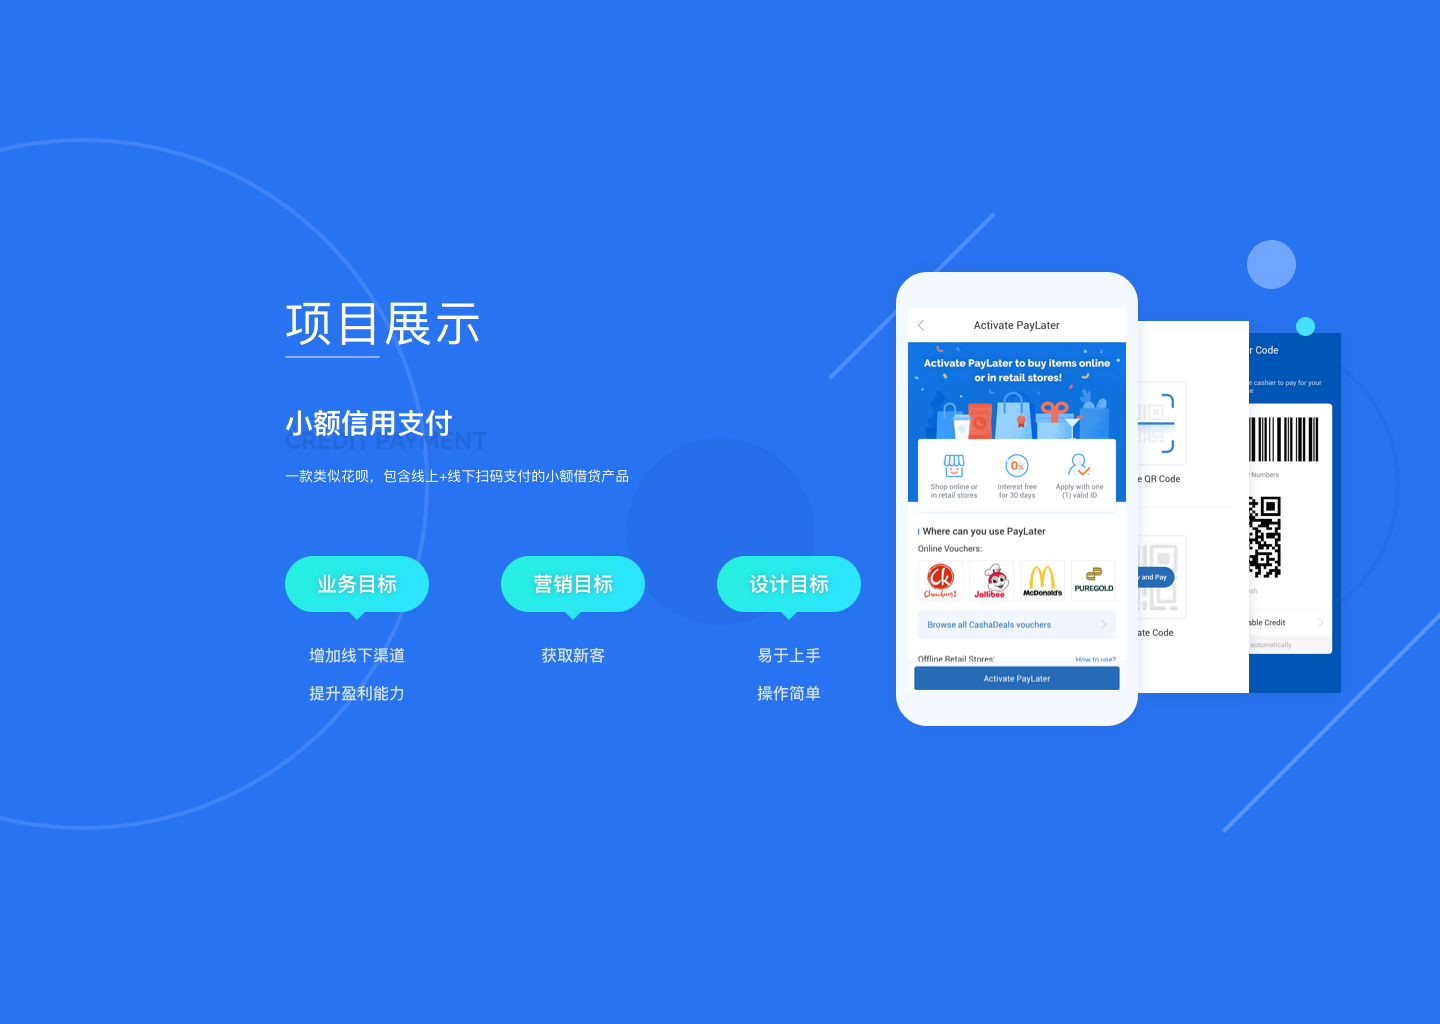 项目展示
小额信用支付
CREDIT PAYMENT
一款类似花呗，包含线上+线下扫码支付的小额借贷产品
业务目标
增加线下渠道
提升盈利能力
营销目标
获取新客
设计目标
易于上手
操作简单
Activate PayLater
Activate PayLater to buy items online
or in retail stores!
Shop online or
in retail stores
0%
Interest free
for 30 days
Apply with one
(1) valid ID
Where can you use PayLater
Online Vouchers:
Chowking
Jollibee
McDonald's
PUREGOLD
Browse all CashaDeals vouchers
Offline Retail Stores:
How to use?
Activate PayLater
e QR Code
y and Pay
ate Code
r Code
e cashier to pay for your
ne
Numbers
sh
able Credit
automatically